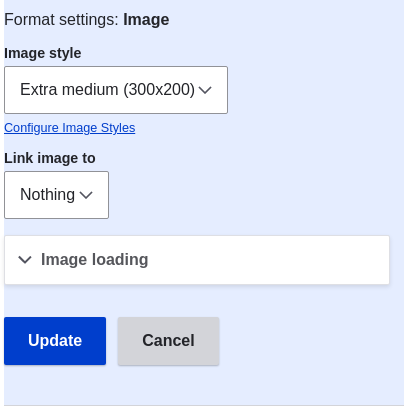 Format settings: Image
Image style
Extra medium (300x200)
Configure Image Styles
Link image to
Nothing
Image loading
Update Cancel